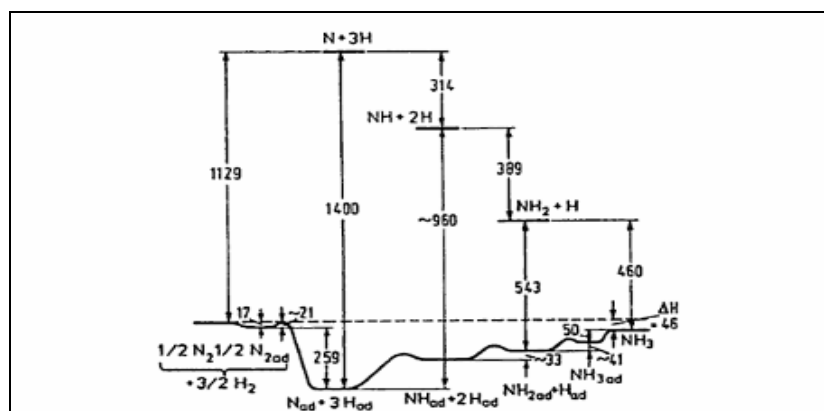 N + 3H
314
NH + 2H
1129
389
1400
NH₂ + H
~960
543
460
17
~21
ΔH
= 46
50
NH₃
1/2 N₂ 1/2 N₂ad
259
~33
~41
+3/2 H₂
NH₃ad
Nad + 3Had
NHad + 2Had
NH₂ad + Had